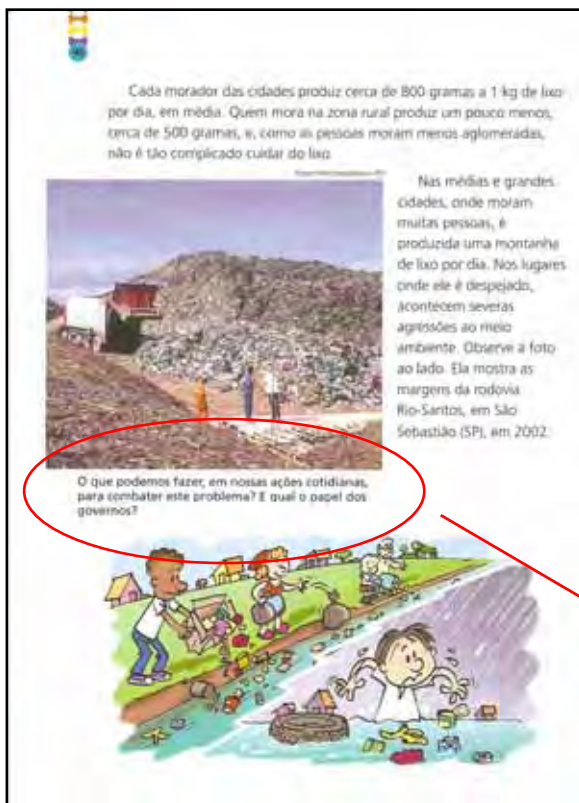 Cada morador das cidades produz cerca de 800 gramas a 1 kg de lixo
por dia, em média. Quem mora na zona rural produz um pouco menos,
cerca de 500 gramas, e, como as pessoas moram menos aglomeradas,
não é tão complicado cuidar do lixo.
Nas médias e grandes
cidades, onde moram
muitas pessoas, é
produzida uma montanha
de lixo por dia. Nos lugares
onde ele é despejado,
acontecem severas
agressões ao meio
ambiente. Observe a foto
ao lado. Ela mostra as
margens da rodovia
Rio-Santos, em São
Sebastião (SP), em 2002.
O que podemos fazer, em nossas ações cotidianas,
para combater este problema? E qual o papel dos
governos?